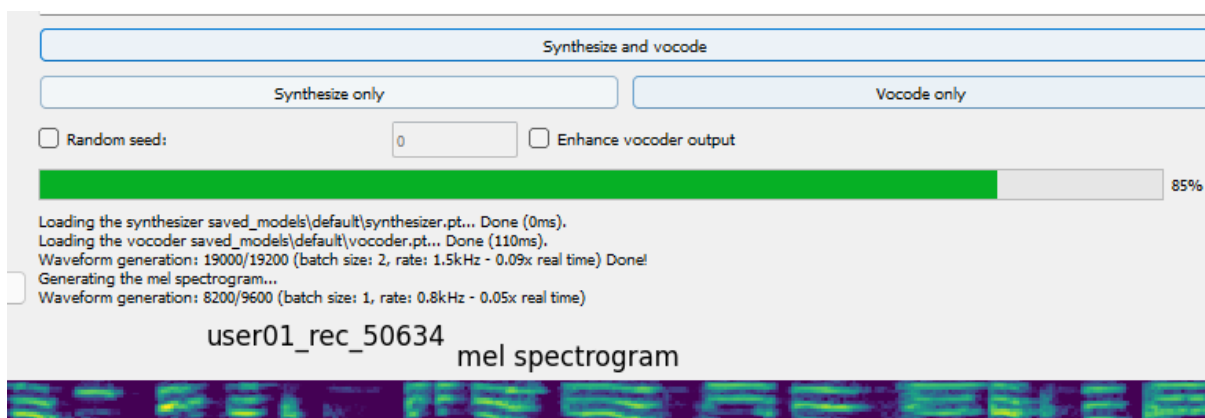 Synthesize and vocode
Synthesize only
Vocode only
Random seed:
0
Enhance vocoder output
85%
Loading the synthesizer saved_models\default\synthesizer.pt... Done (0ms).
Loading the vocoder saved_models\default\vocoder.pt... Done (110ms).
Waveform generation: 19000/19200 (batch size: 2, rate: 1.5kHz - 0.09x real time) Done!
Generating the mel spectrogram...
Waveform generation: 8200/9600 (batch size: 1, rate: 0.8kHz - 0.05x real time)
user01_rec_50634
mel spectrogram